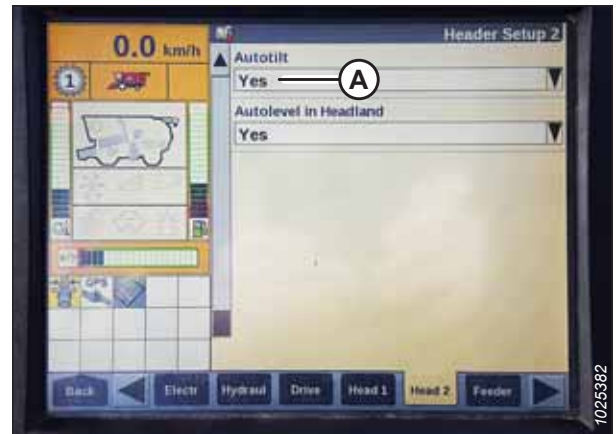 0.0 km/h
Header Setup 2
Autotilt
Yes
A
Autolevel in Headland
Yes
1
GPS
Back
Electr
Hydraul
Drive
Head 1
Head 2
Feeder
1025382